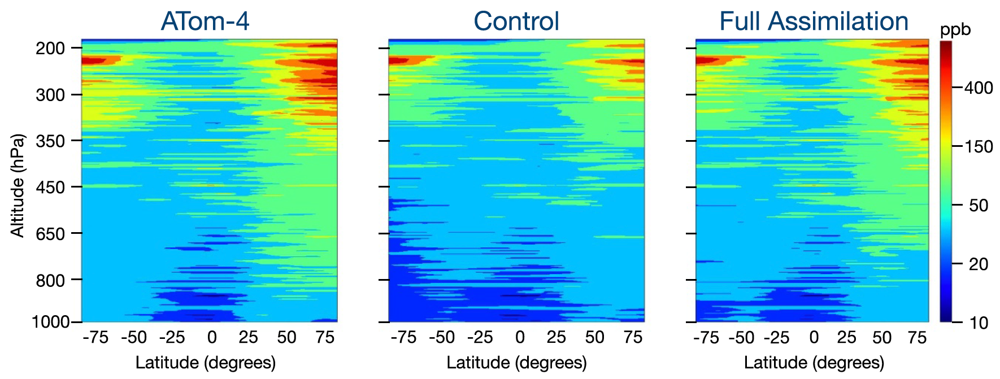 ATom-4 Control Full Assimilation
ppb
200
300
350
450
650
800
1000
Altitude (hPa)
-75 -50 -25 0 25 50 75
-75 -50 -25 0 25 50 75
-75 -50 -25 0 25 50 75
Latitude (degrees) Latitude (degrees) Latitude (degrees)
400
150
50
20
10